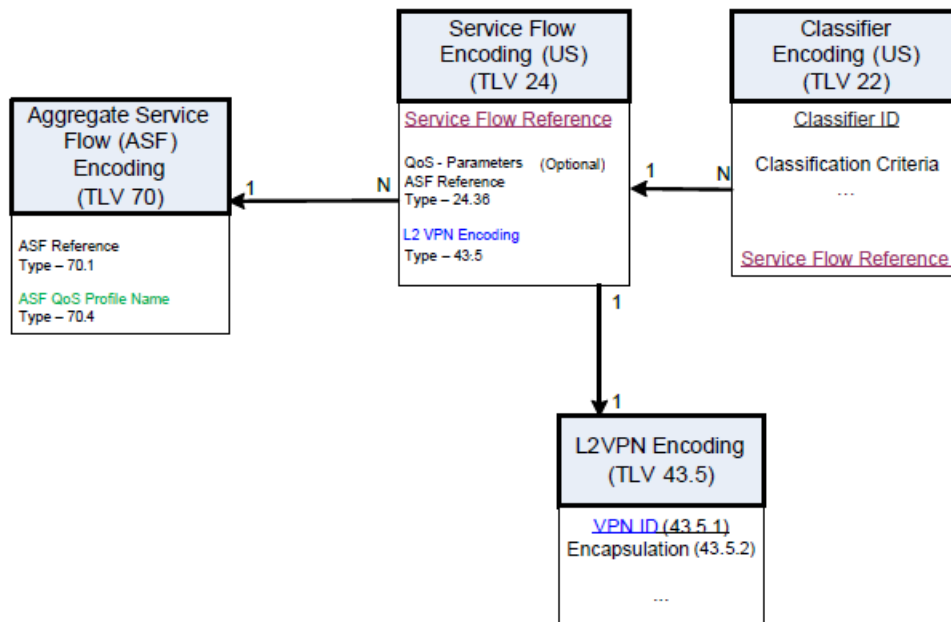 Service Flow
Encoding (US)
(TLV 24)
Service Flow Reference
QoS - Parameters (Optional)
ASF Reference
Type – 24.36
L2 VPN Encoding
Type – 43:5
Classifier
Encoding (US)
(TLV 22)
Classifier ID
Classification Criteria
...
Service Flow Reference
Aggregate Service
Flow (ASF)
Encoding
(TLV 70)
ASF Reference
Type – 70.1
ASF QoS Profile Name
Type – 70.4
1
N
1
N
1
1
L2VPN Encoding
(TLV 43.5)
VPN ID (43.5.1)
Encapsulation (43.5.2)
...